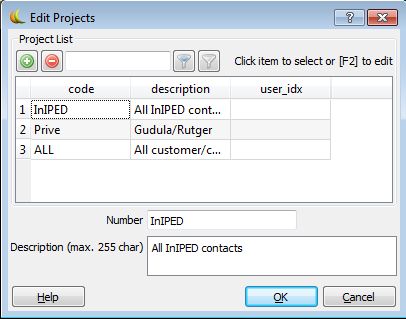 Edit Projects
Project List
Click item to select or [F2] to edit
code description user_idx
1 InIPED All InIPED cont...
2 Prive Gudula/Rutger
3 ALL All customer/c...
Number InIPED
Description (max. 255 char) All InIPED contacts
Help OK Cancel